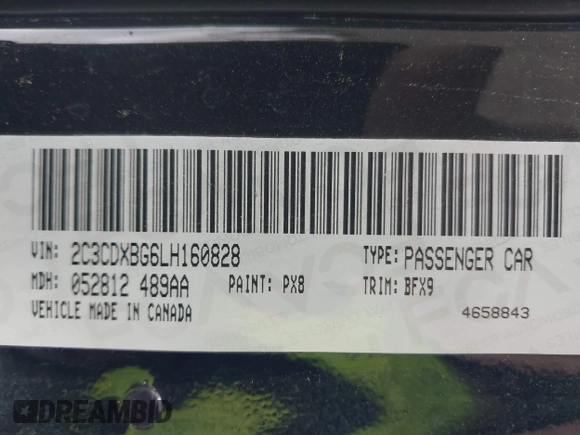 VIN: 2C3CDXBG6LH160828 TYPE: PASSENGER CAR
MDH: 052812 489AA PAINT: PX8 TRIM: BFX9
VEHICLE MADE IN CANADA 4658843
DREAMBID